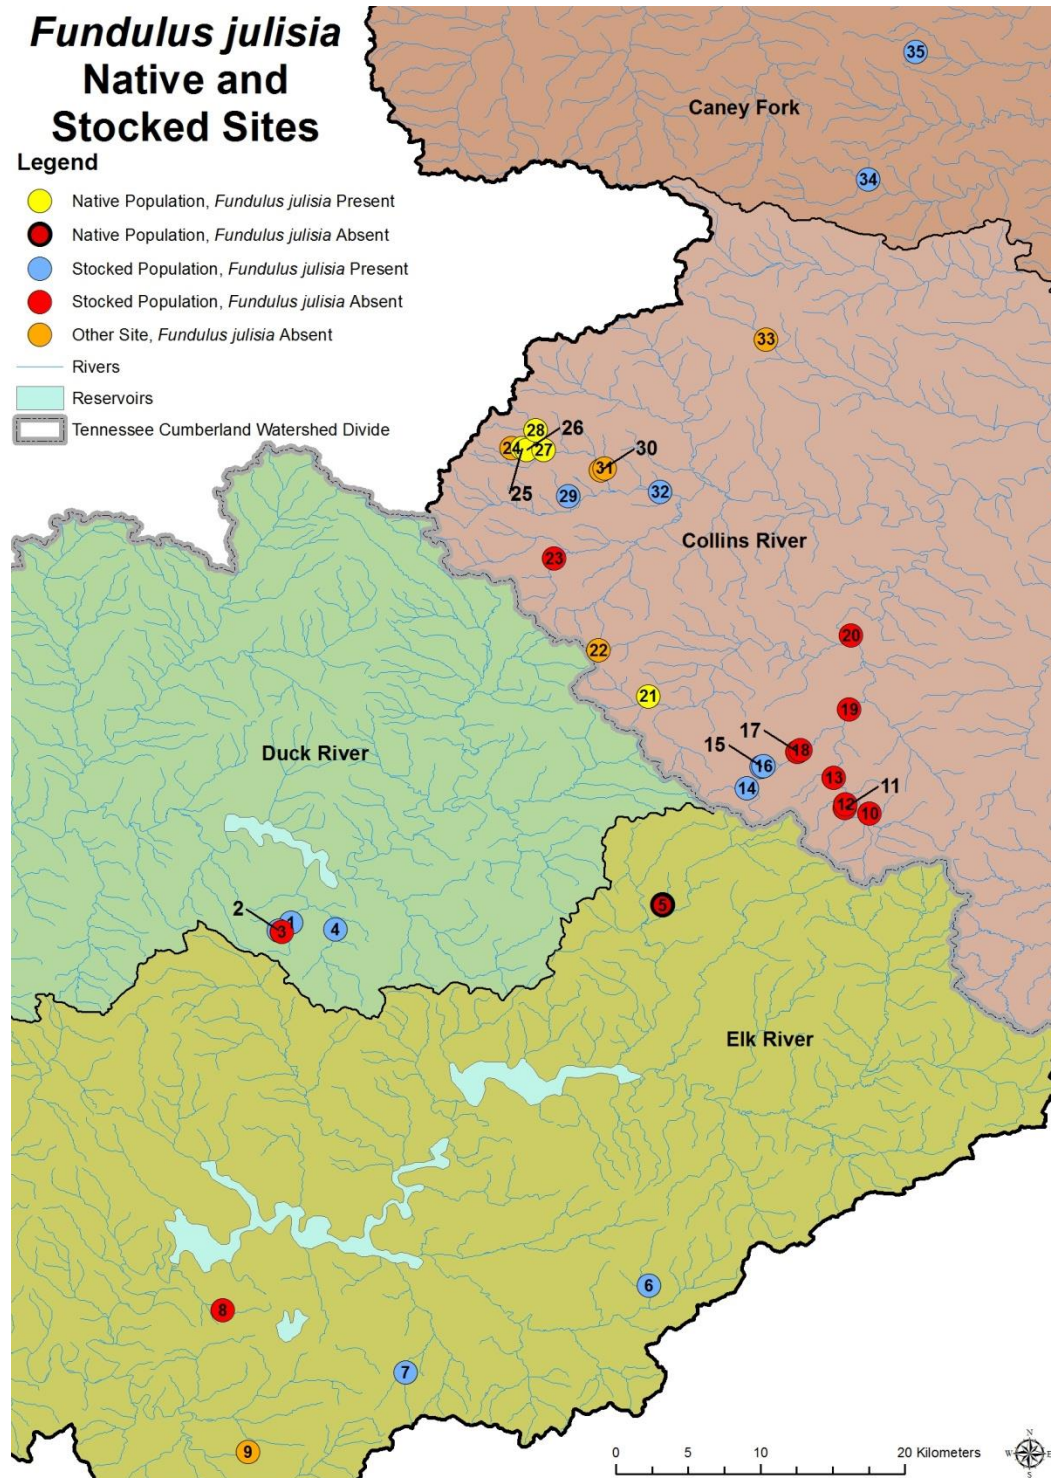 Fundulus julisia
Native and
Stocked Sites
Legend
Native Population, Fundulus julisia Present
Native Population, Fundulus julisia Absent
Stocked Population, Fundulus julisia Present
Stocked Population, Fundulus julisia Absent
Other Site, Fundulus julisia Absent
Rivers
Reservoirs
Tennessee Cumberland Watershed Divide
35
Caney Fork
34
33
28
26
24
27
30
31
25
29
32
Collins River
23
20
22
21
19
17
18
15
16
Duck River
13
14
11
12
10
5
2
1
3
4
Elk River
6
8
7
9
0
5
10
20 Kilometers
N
W
E
S